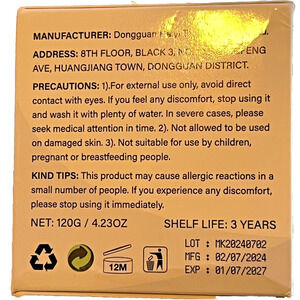 MANUFACTURER: Dongguan
ADDRESS: 8TH FLOOR, BLACK 3,
AVE, HUANGJIANG TOWN, DONGGUAN DISTRICT.
PRECAUTIONS: 1).For external use only, avoid direct
contact with eyes. If you feel any discomfort, stop using
it and wash it with plenty of water. In severe cases, please
seek medical attention in time. 2). Not allowed to be used
on damaged skin. 3). Not suitable for use by children,
pregnant or breastfeeding people.
KIND TIPS: This product may cause allergic reactions in a
small number of people. If you experience any discomfort,
please stop using it immediately.
NET: 120G / 4.23OZ SHELF LIFE: 3 YEARS
LOT : MK20240702
MFG 02/07/2024
EXP 01/07/2027
12M